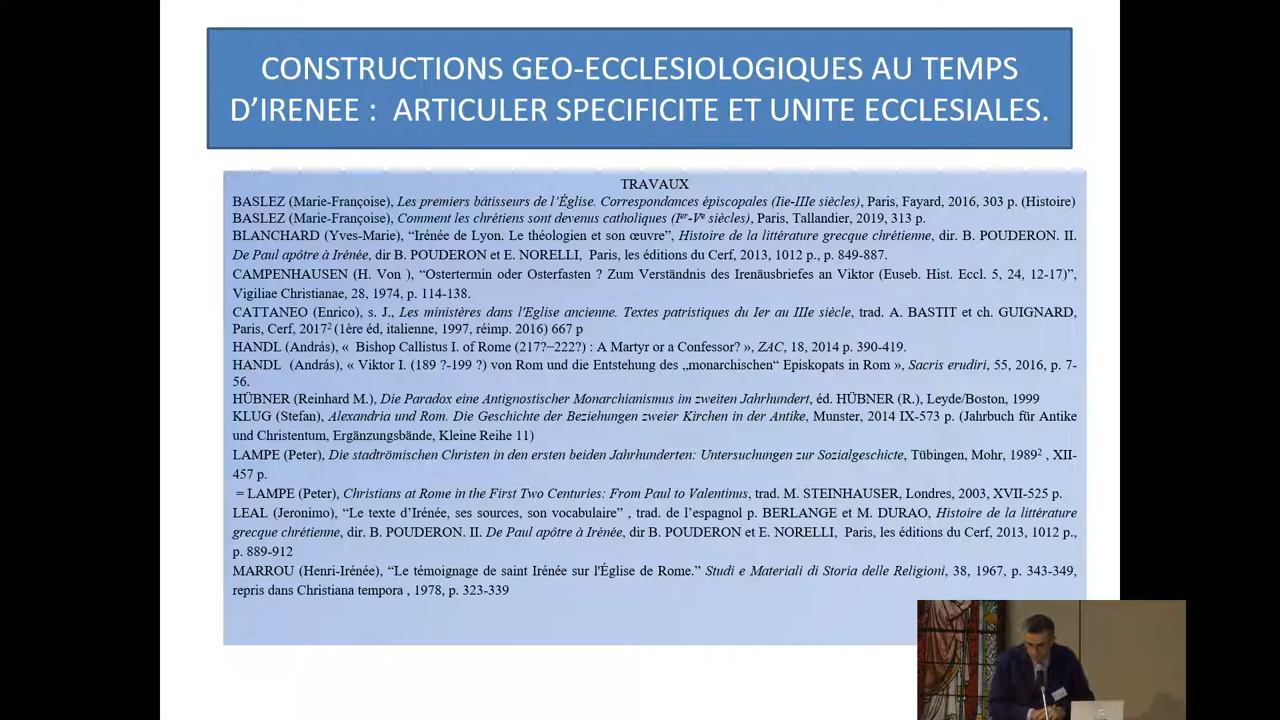 CONSTRUCTIONS GEO-ECCLESIOLOGIQUES AU TEMPS
D’IRENEE : ARTICULER SPECIFICITE ET UNITE ECCLESIALES.
TRAVAUX
BASLEZ (Marie-Françoise), Les premiers bâtisseurs de l’Église. Correspondances épiscopales (Iie-IIIe siècles), Paris, Fayard, 2016, 303 p. (Histoire)
BASLEZ (Marie-Françoise), Comment les chrétiens sont devenus catholiques (Ier-Ve siècles), Paris, Tallandier, 2019, 313 p.
BLANCHARD (Yves-Marie), “Irénée de Lyon. Le théologien et son œuvre”, Histoire de la littérature grecque chrétienne, dir. B. POUDERON. II.
De Paul apôtre à Irénée, dir B. POUDERON et E. NORELLI, Paris, les éditions du Cerf, 2013, 1012 p., p. 849-887.
CAMPENHAUSEN (H. Von ), “Ostertermin oder Osterfasten ? Zum Verständnis des Irenäusbriefes an Viktor (Euseb. Hist. Eccl. 5, 24, 12-17)”,
Vigiliae Christianae, 28, 1974, p. 114-138.
CATTANEO (Enrico), s. J., Les ministères dans l'Eglise ancienne. Textes patristiques du Ier au IIIe siècle, trad. A. BASTIT et ch. GUIGNARD,
Paris, Cerf, 2017² (1ère éd, italienne, 1997, réimp. 2016) 667 p
HANDL (András), « Bishop Callistus I. of Rome (217?−222?) : A Martyr or a Confessor? », ZAC, 18, 2014 p. 390-419.
HANDL (András), « Viktor I. (189 ?-199 ?) von Rom und die Entstehung des „monarchischen“ Episkopats in Rom », Sacris erudiri, 55, 2016, p. 7-
56.
HÜBNER (Reinhard M.), Die Paradox eine Antignostischer Monarchianismus im zweiten Jahrhundert, éd. HÜBNER (R.), Leyde/Boston, 1999
KLUG (Stefan), Alexandria und Rom. Die Geschichte der Beziehungen zweier Kirchen in der Antike, Munster, 2014 IX-573 p. (Jahrbuch für Antike
und Christentum, Ergänzungsbände, Kleine Reihe 11)
LAMPE (Peter), Die stadtrömischen Christen in den ersten beiden Jahrhunderten: Untersuchungen zur Sozialgeschichte, Tübingen, Mohr, 1989² , XII-
457 p.
= LAMPE (Peter), Christians at Rome in the First Two Centuries: From Paul to Valentinus, trad. M. STEINHAUSER, Londres, 2003, XVII-525 p.
LEAL (Jeronimo), “Le texte d’Irénée, ses sources, son vocabulaire” , trad. de l’espagnol p. BERLANGE et M. DURAO, Histoire de la littérature
grecque chrétienne, dir. B. POUDERON. II. De Paul apôtre à Irénée, dir B. POUDERON et E. NORELLI, Paris, les éditions du Cerf, 2013, 1012 p.,
p. 889-912
MARROU (Henri-Irénée), “Le témoignage de saint Irénée sur l'Église de Rome.” Studi e Materiali di Storia delle Religioni, 38, 1967, p. 343-349,
repris dans Christiana tempora , 1978, p. 323-339